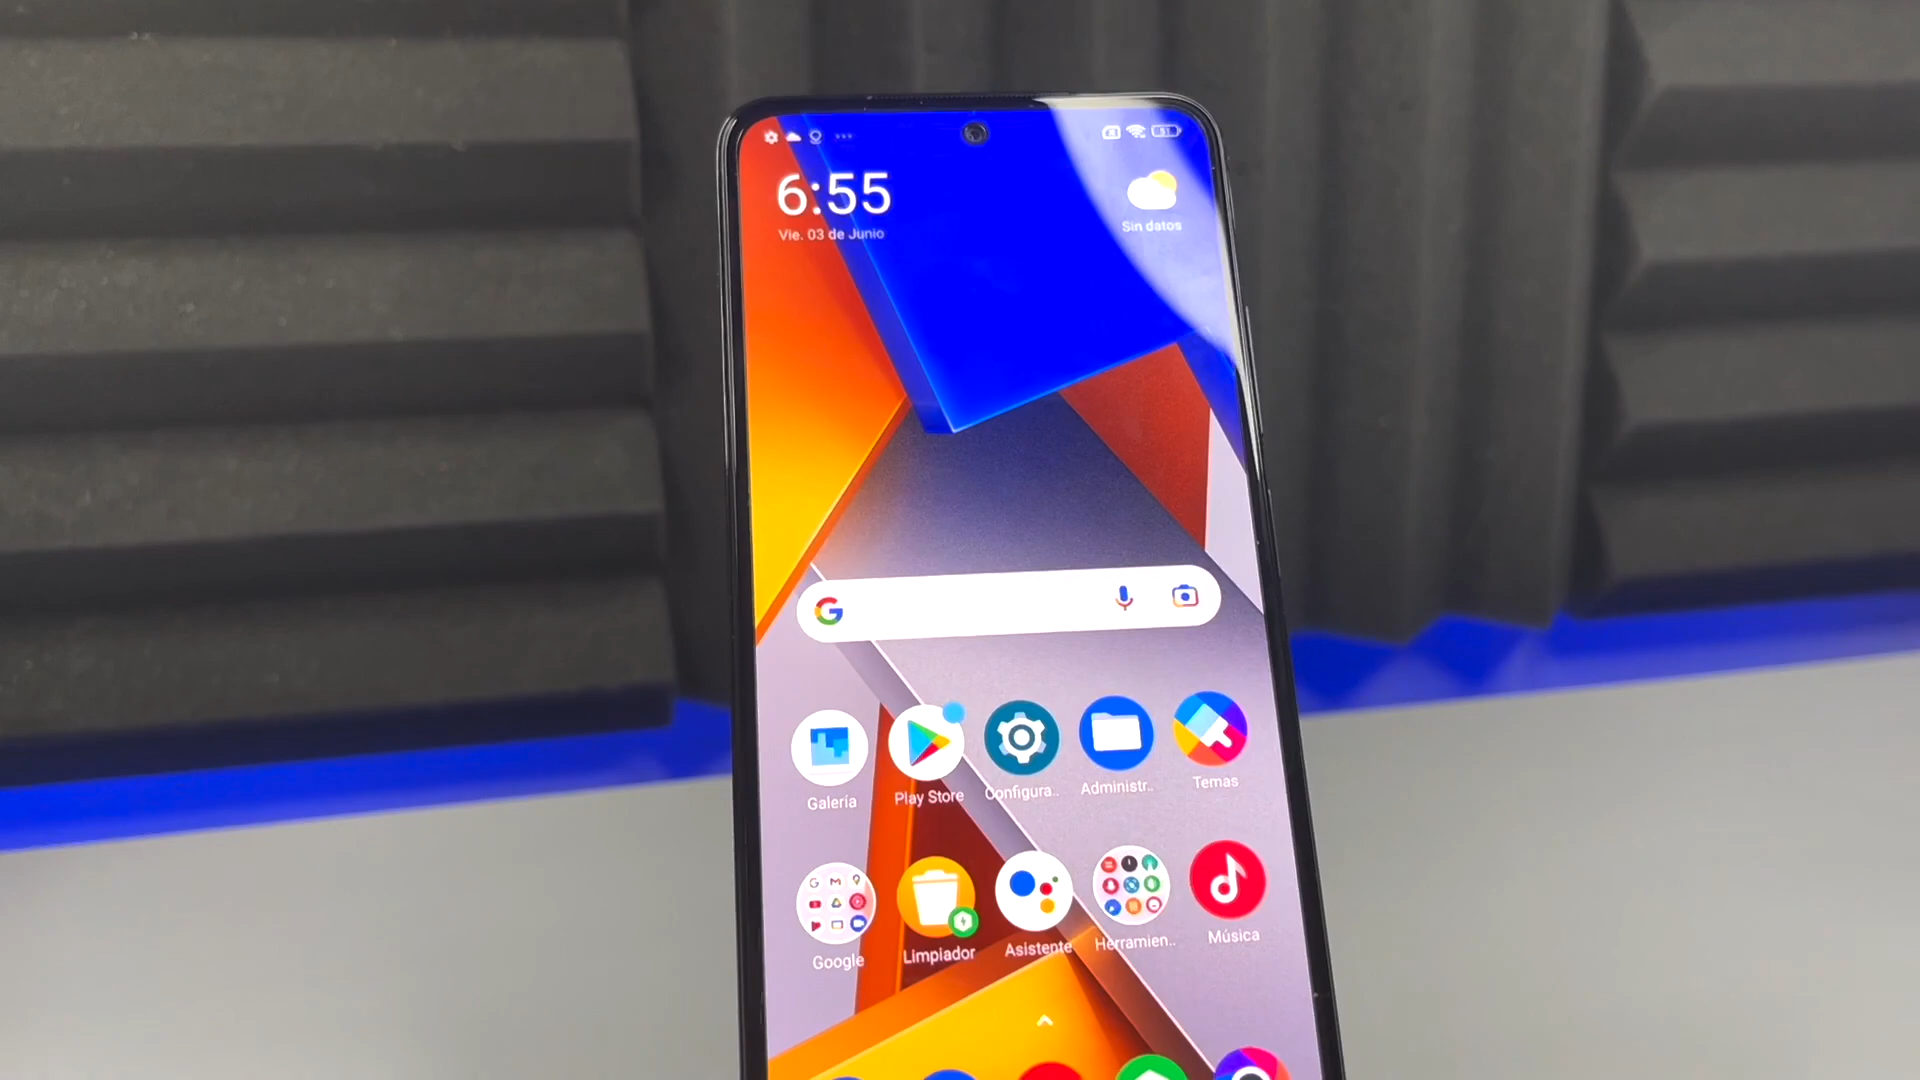 6:55
Vie. 03 de Junio
Sin datos
51
G
Galería
Play Store
Configura..
Administr..
Temas
Google
Limpiador
Asistente
Herramien..
Música